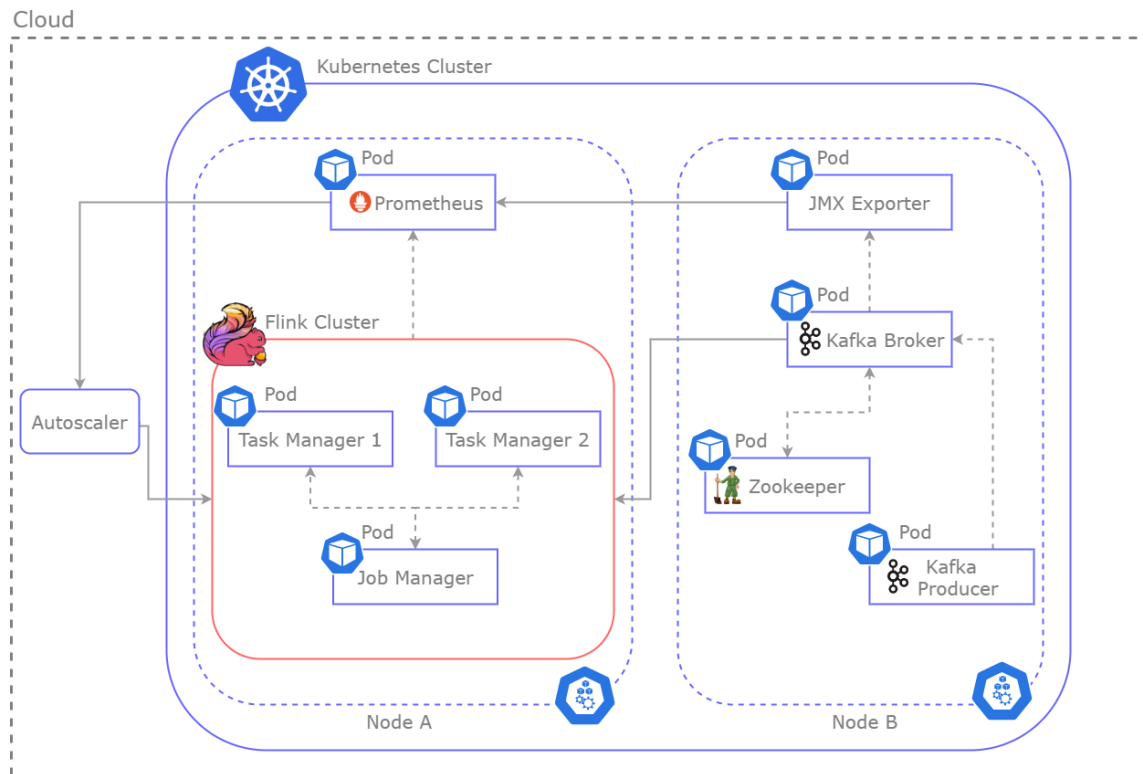 Cloud
Kubernetes Cluster
Pod
Prometheus
Pod
JMX Exporter
Pod
Kafka Broker
Flink Cluster
Autoscaler
Pod
Task Manager 1
Pod
Task Manager 2
Pod
Zookeeper
Pod
Job Manager
Pod
Kafka
Producer
Node A
Node B